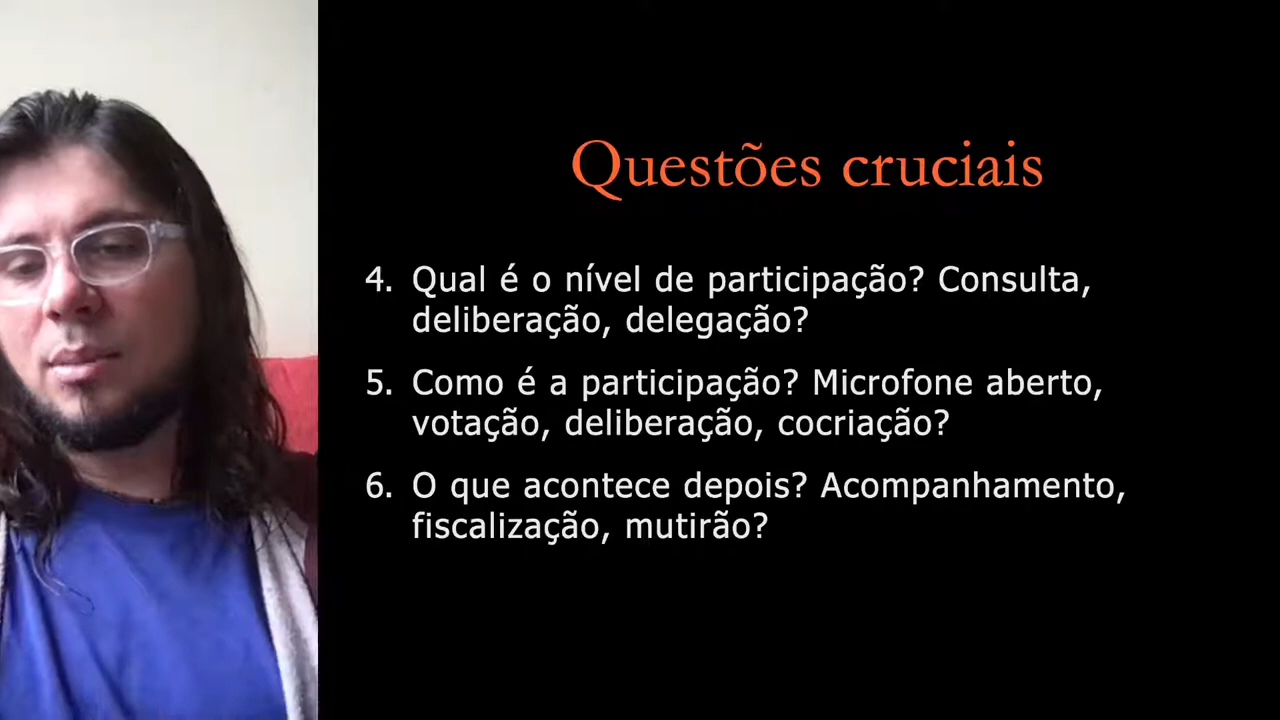 Questões cruciais
4. Qual é o nível de participação? Consulta,
deliberação, delegação?
5. Como é a participação? Microfone aberto,
votação, deliberação, cocriação?
6. O que acontece depois? Acompanhamento,
fiscalização, mutirão?